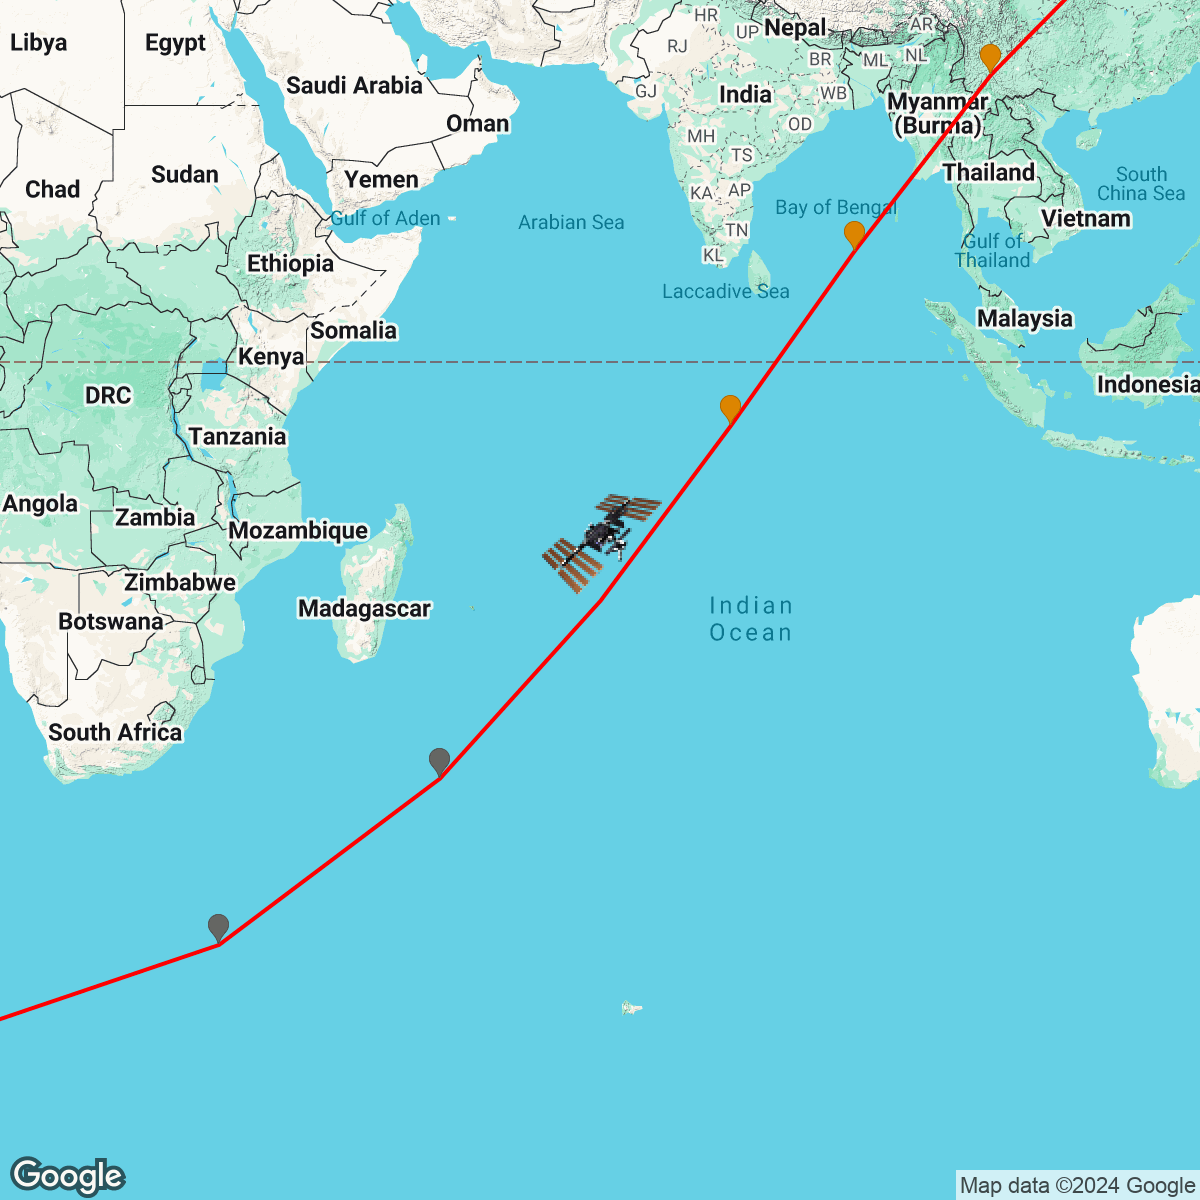 HR
AR
Nepal
Libya
Egypt
RJ
UP
NL
BR
ML
Saudi Arabia
GJ
India
WB
Myanmar
(Burma)
Oman
OD
MH
TS
Thailand
Sudan
Yemen
South
China Sea
Chad
KA
AP
Bay of Bengal
Gulf of Aden
Arabian Sea
Vietnam
TN
KL
Gulf of
Thailand
Ethiopia
Laccadive Sea
Malaysia
Somalia
Kenya
Indonesia
DRC
Tanzania
Angola
Zambia
Mozambique
Zimbabwe
Madagascar
Indian
Ocean
Botswana
South Africa
Google
Map data ©2024 Google